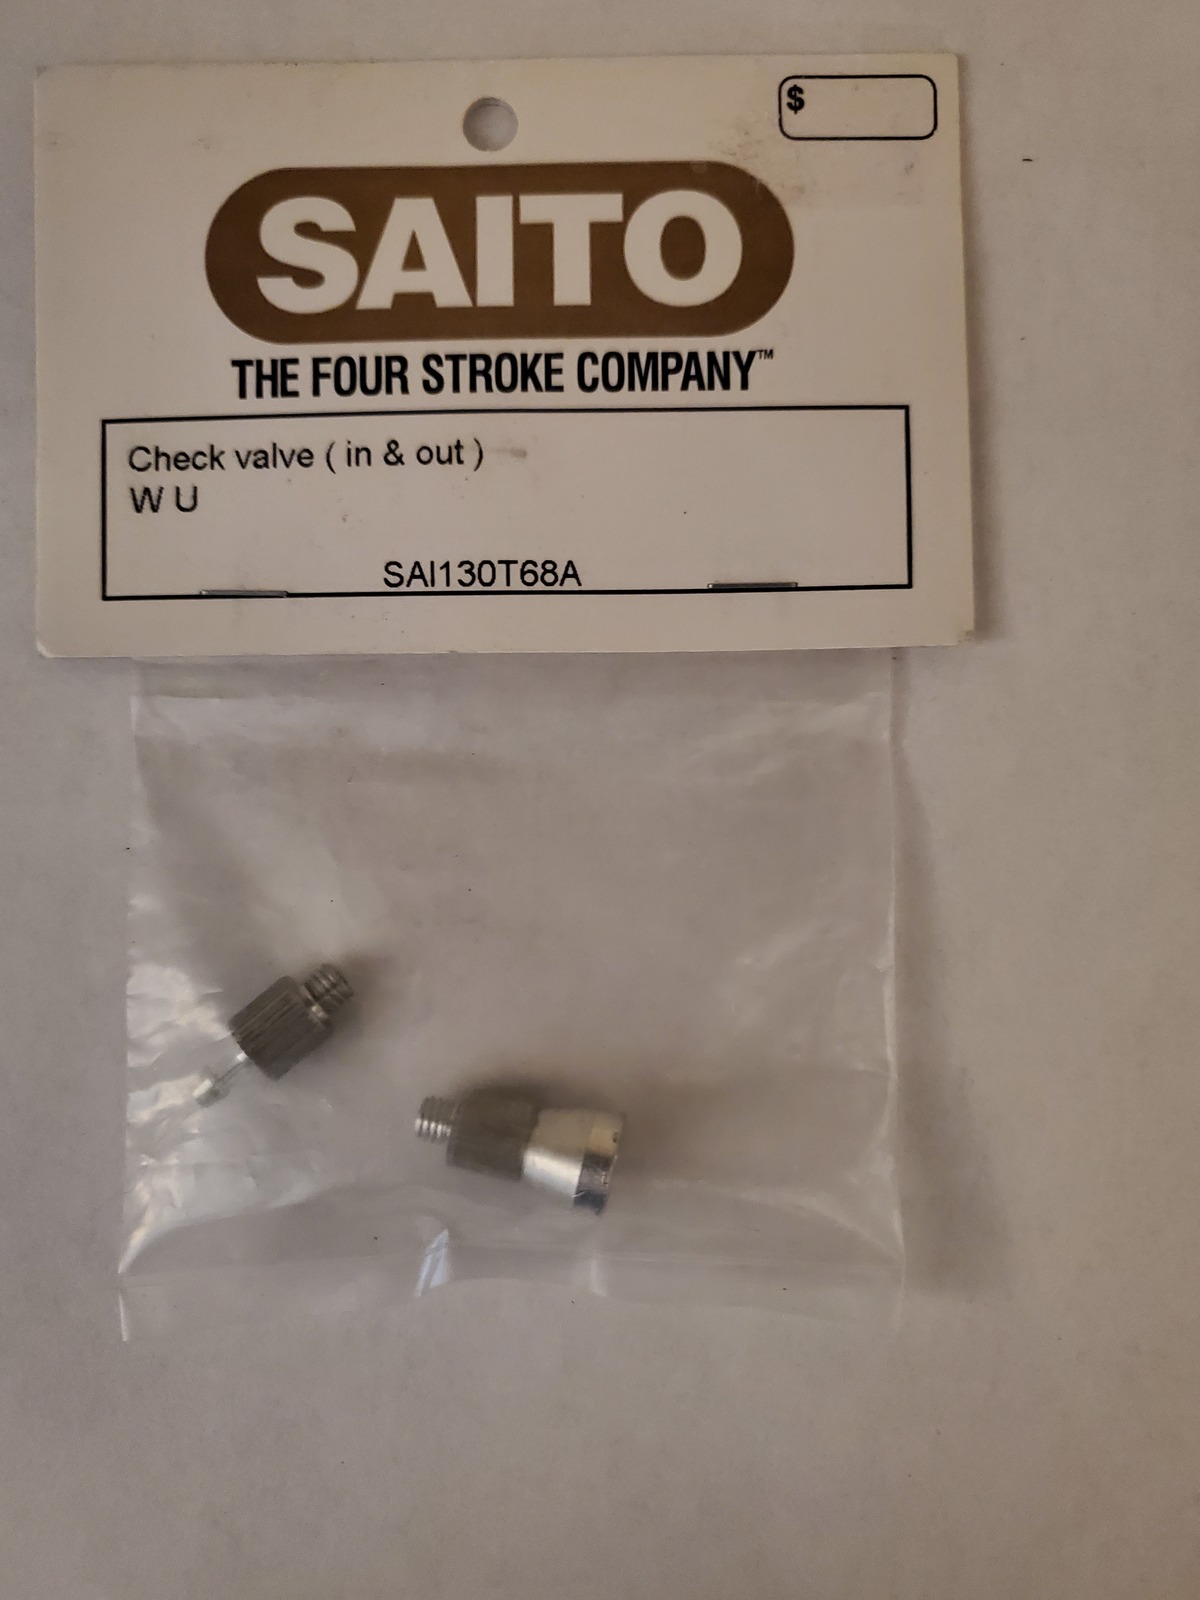 $
SAITO
THE FOUR STROKE COMPANY™
Check valve ( in & out )
W U
SAI130T68A